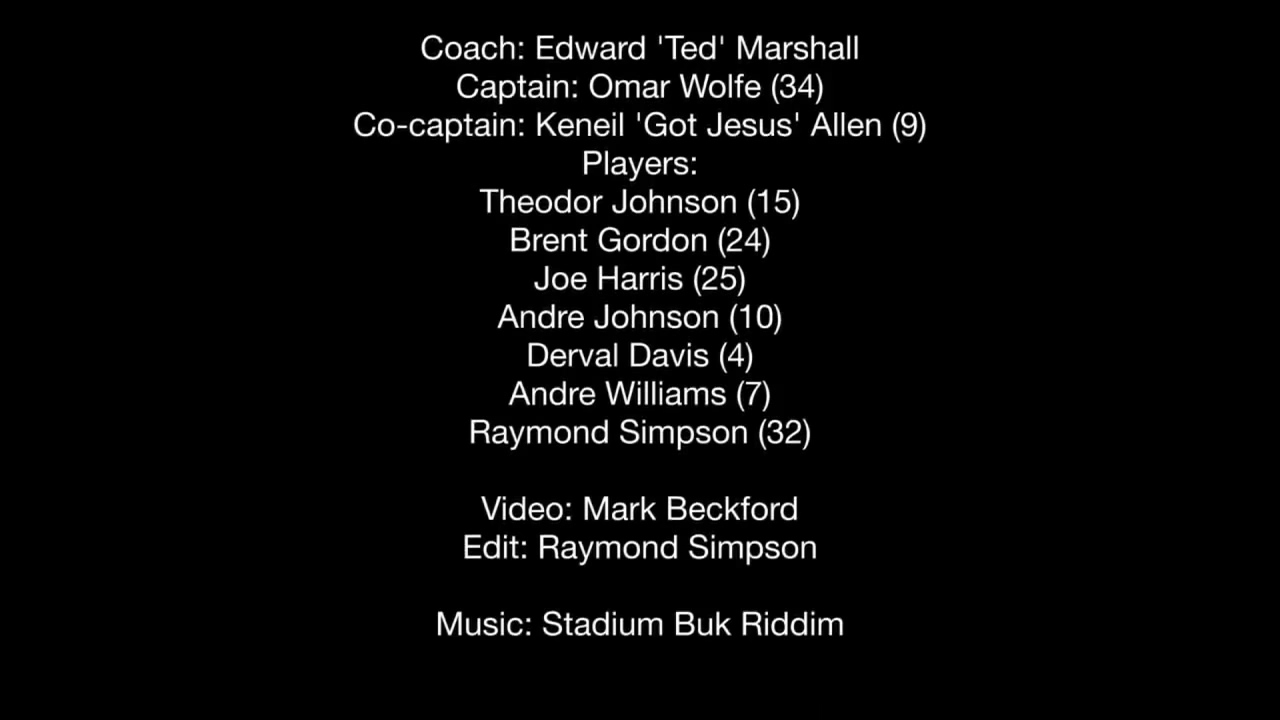 Coach: Edward 'Ted' Marshall
Captain: Omar Wolfe (34)
Co-captain: Keneil 'Got Jesus' Allen (9)
Players:
Theodor Johnson (15)
Brent Gordon (24)
Joe Harris (25)
Andre Johnson (10)
Derval Davis (4)
Andre Williams (7)
Raymond Simpson (32)
Video: Mark Beckford
Edit: Raymond Simpson
Music: Stadium Buk Riddim